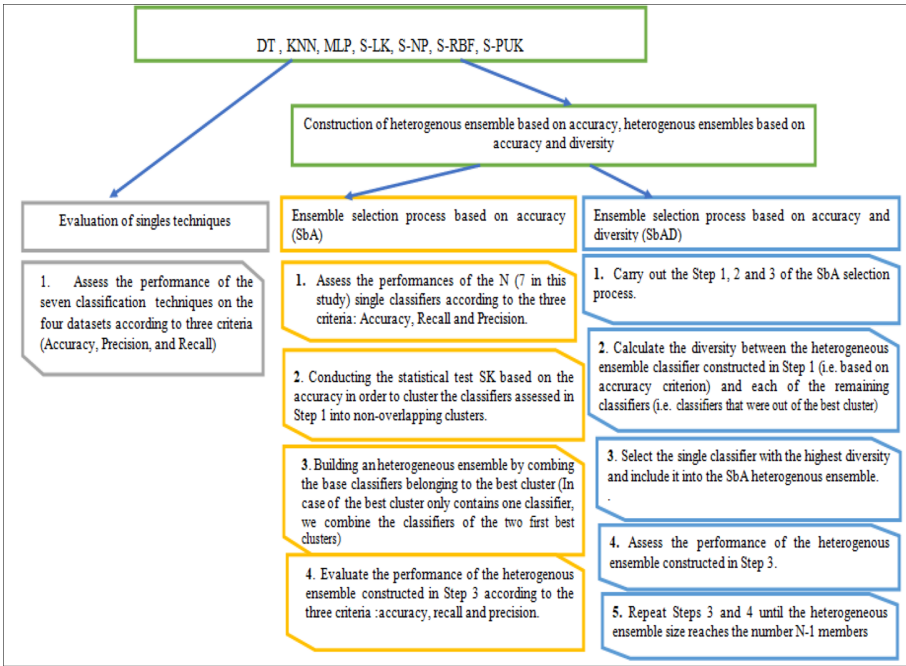 DT , KNN, MLP, S-LK, S-NP, S-RBF, S-PUK
Construction of heterogenous ensemble based on accuracy, heterogenous ensembles based on
accuracy and diversity
Evaluation of singles techniques
1. Assess the performance of the
seven classification techniques on
the four datasets according to three criteria
(Accuracy, Precision, and Recall)
Ensemble selection process based on accuracy
(SbA)
1. Assess the performances of the N (7 in this
study) single classifiers according to the three
criteria: Accuracy, Recall and Precision.
2. Conducting the statistical test SK based on the
accuracy in order to cluster the classifiers assessed in
Step 1 into non-overlapping clusters.
3. Building an heterogeneous ensemble by combing
the base classifiers belonging to the best cluster (In
case of the best cluster only contains one classifier,
we combine the classifiers of the two first best
clusters)
4. Evaluate the performance of the heterogenous
ensemble constructed in Step 3 according to the
three criteria :accuracy, recall and precision.
Ensemble selection process based on accuracy and
diversity (SbAD)
1. Carry out the Step 1, 2 and 3 of the SbA selection
process.
2. Calculate the diversity between the heterogeneous
ensemble classifier constructed in Step 1 (i.e. based on
accrruracy criterion) and each of the remaining
classifiers (i.e. classifiers that were out of the best cluster)
3. Select the single classifier with the highest diversity
and include it into the SbA heterogenous ensemble.
.
4. Assess the performance of the heterogenous
ensemble constructed in Step 3.
5. Repeat Steps 3 and 4 until the heterogeneous
ensemble size reaches the number N-1 members